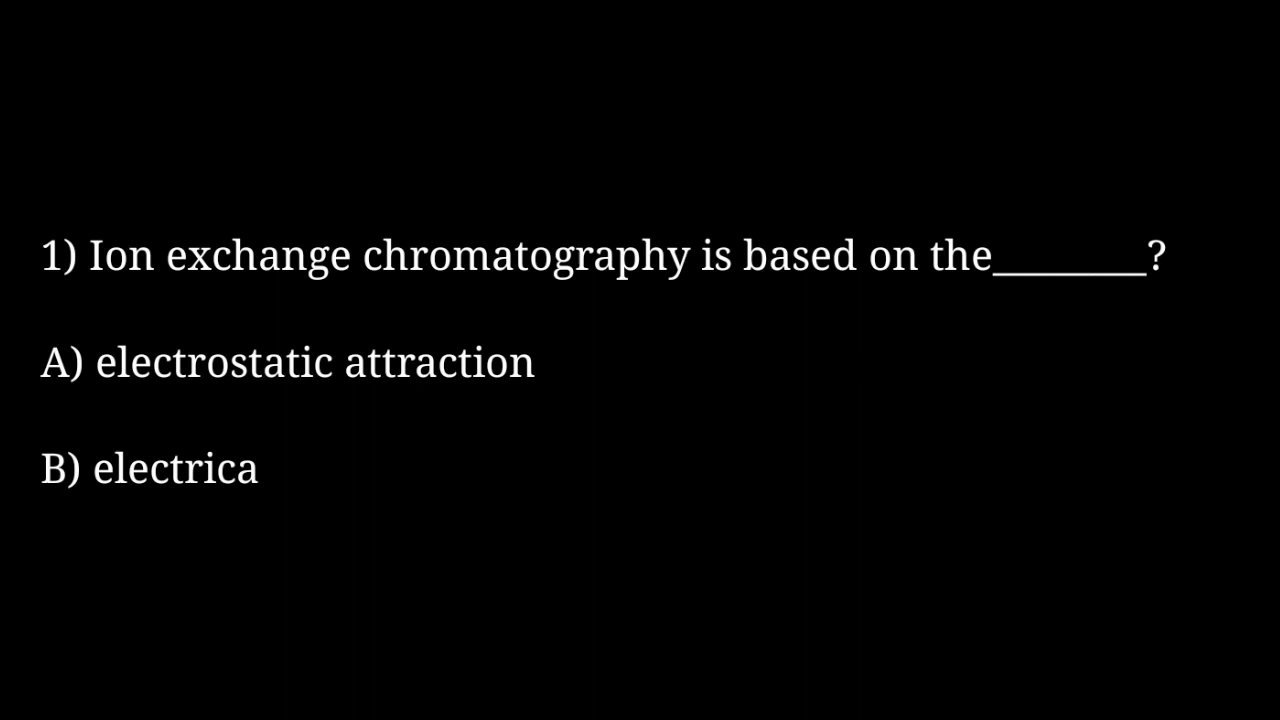 1) Ion exchange chromatography is based on the________?
A) electrostatic attraction
B) electrica